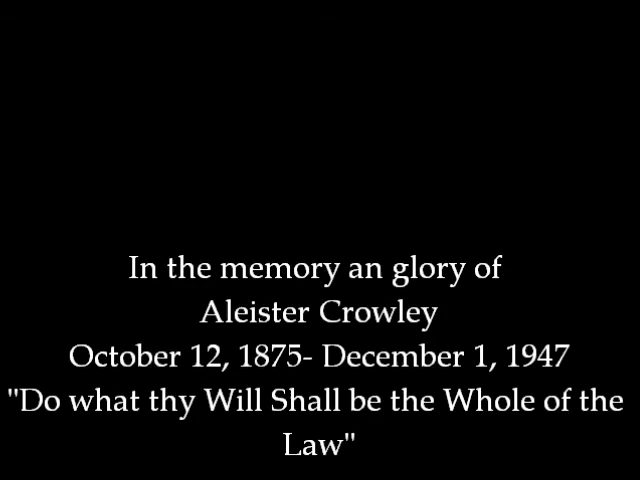 In the memory an glory of
Aleister Crowley
October 12, 1875- December 1, 1947
"Do what thy Will Shall be the Whole of the
Law"